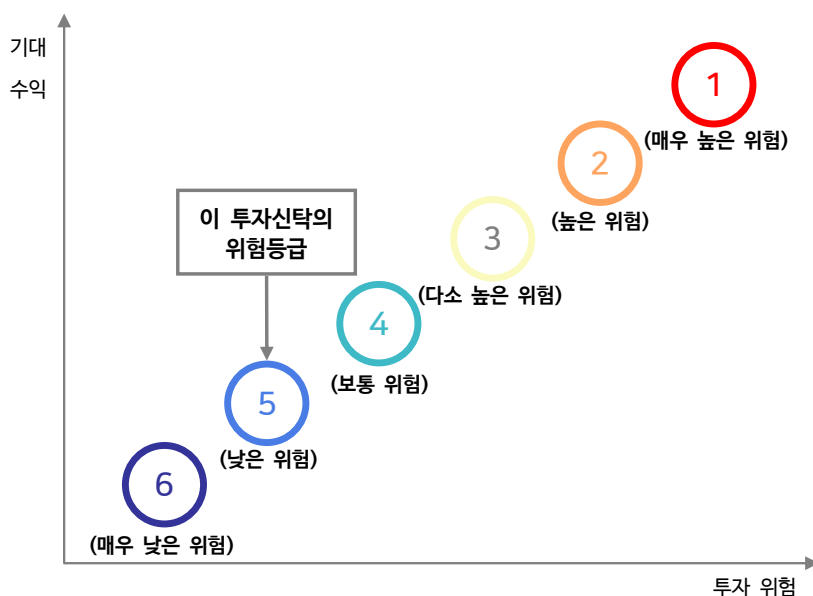 기대
수익
1
(매우 높은 위험)
2
(높은 위험)
이 투자신탁의
위험등급
3
(다소 높은 위험)
4
(보통 위험)
5
(낮은 위험)
6
(매우 낮은 위험)
투자 위험